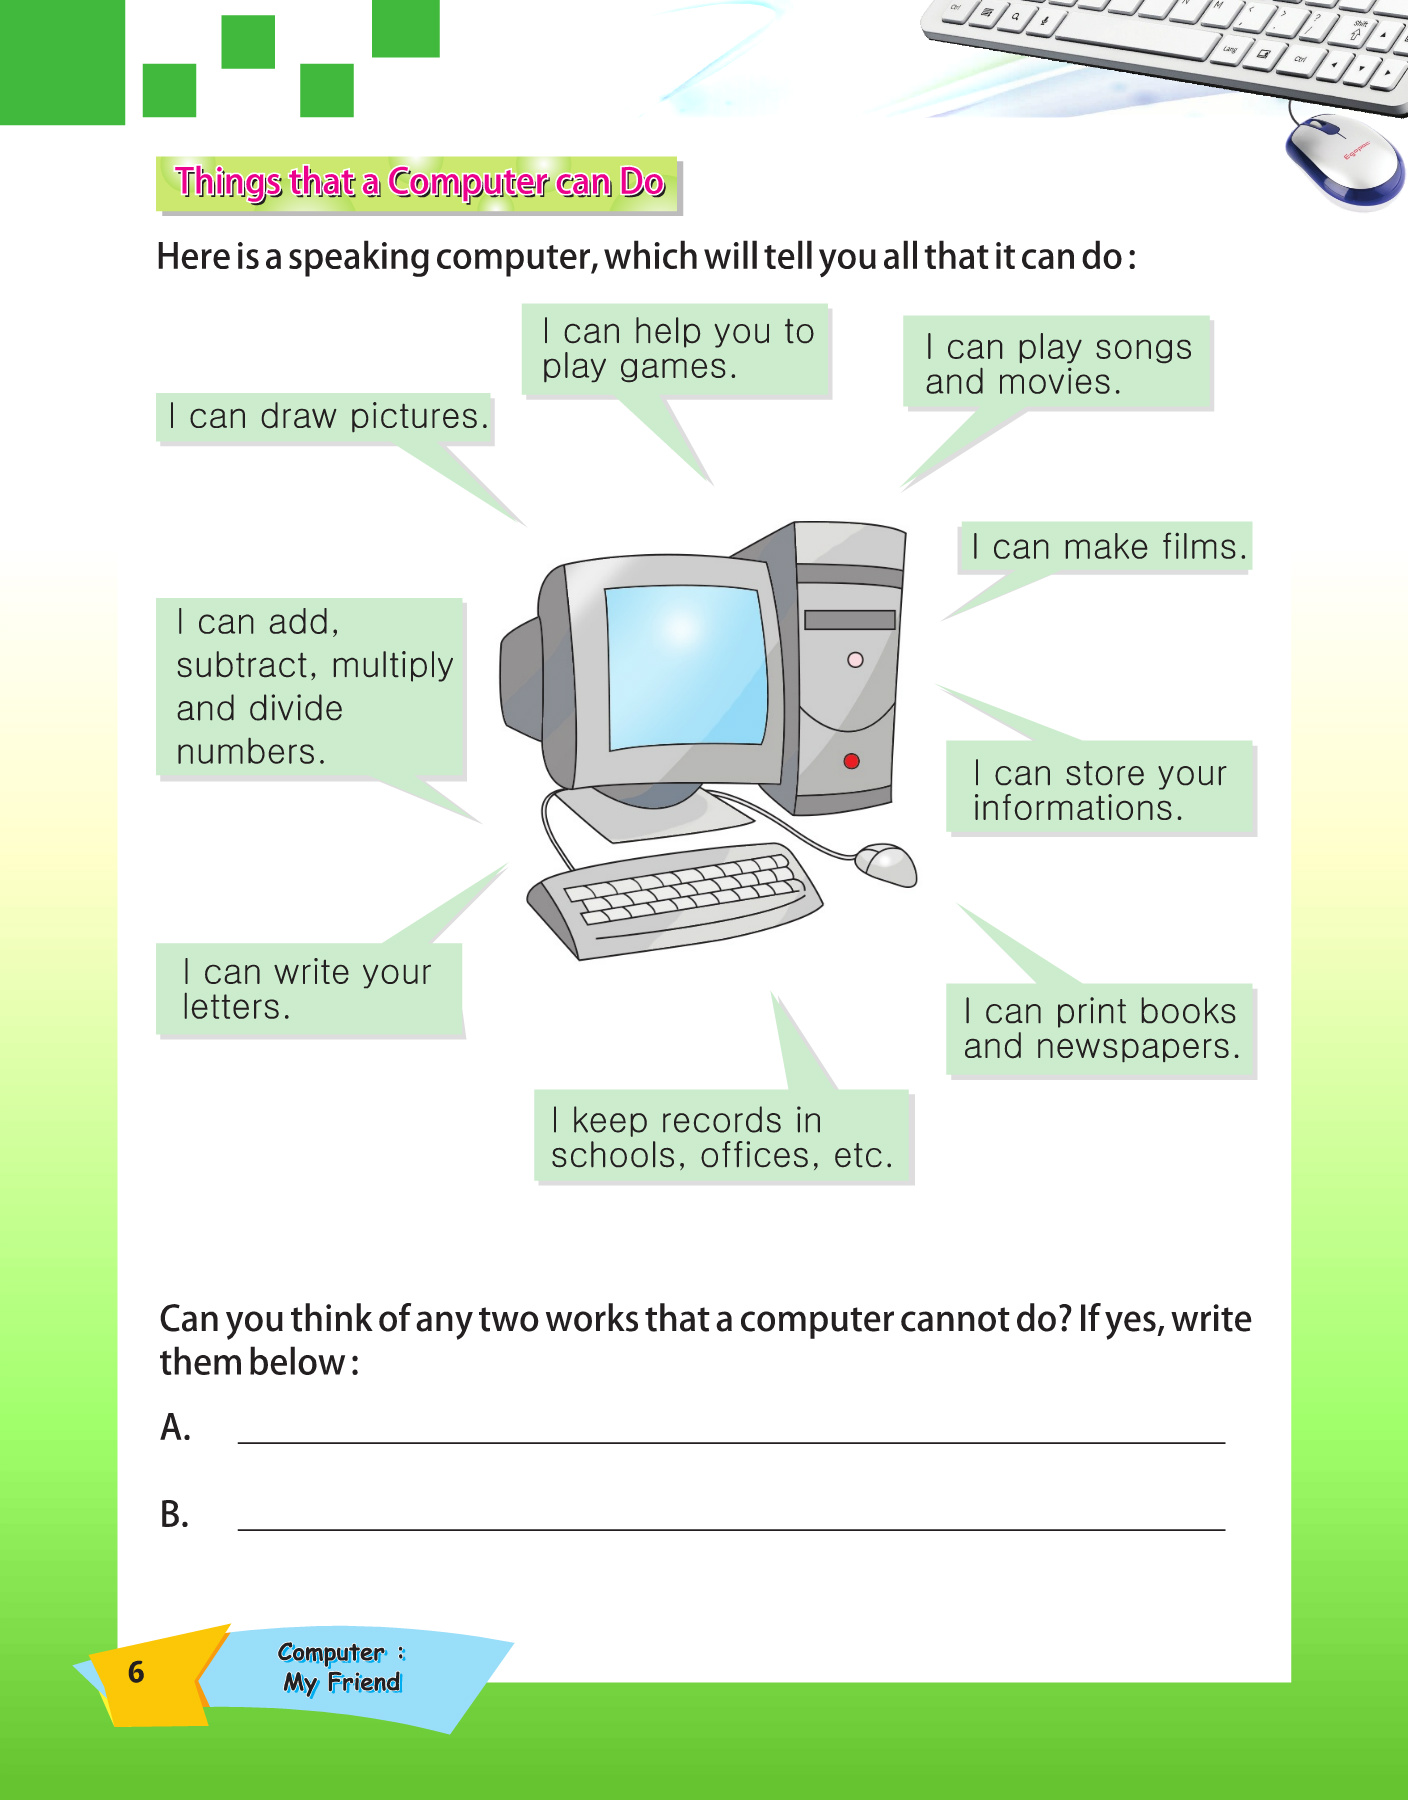 Things that a Computer can Do
Here is a speaking computer, which will tell you all that it can do :
I can help you to
play games.
I can play songs
and movies.
I can draw pictures.
I can make films.
I can add,
subtract, multiply
and divide
numbers.
I can store your
informations.
I can write your
letters.
I can print books
and newspapers.
I keep records in
schools, offices, etc.
Can you think of any two works that a computer cannot do? If yes, write
them below :
A.
B.
6
Computer :
My Friend